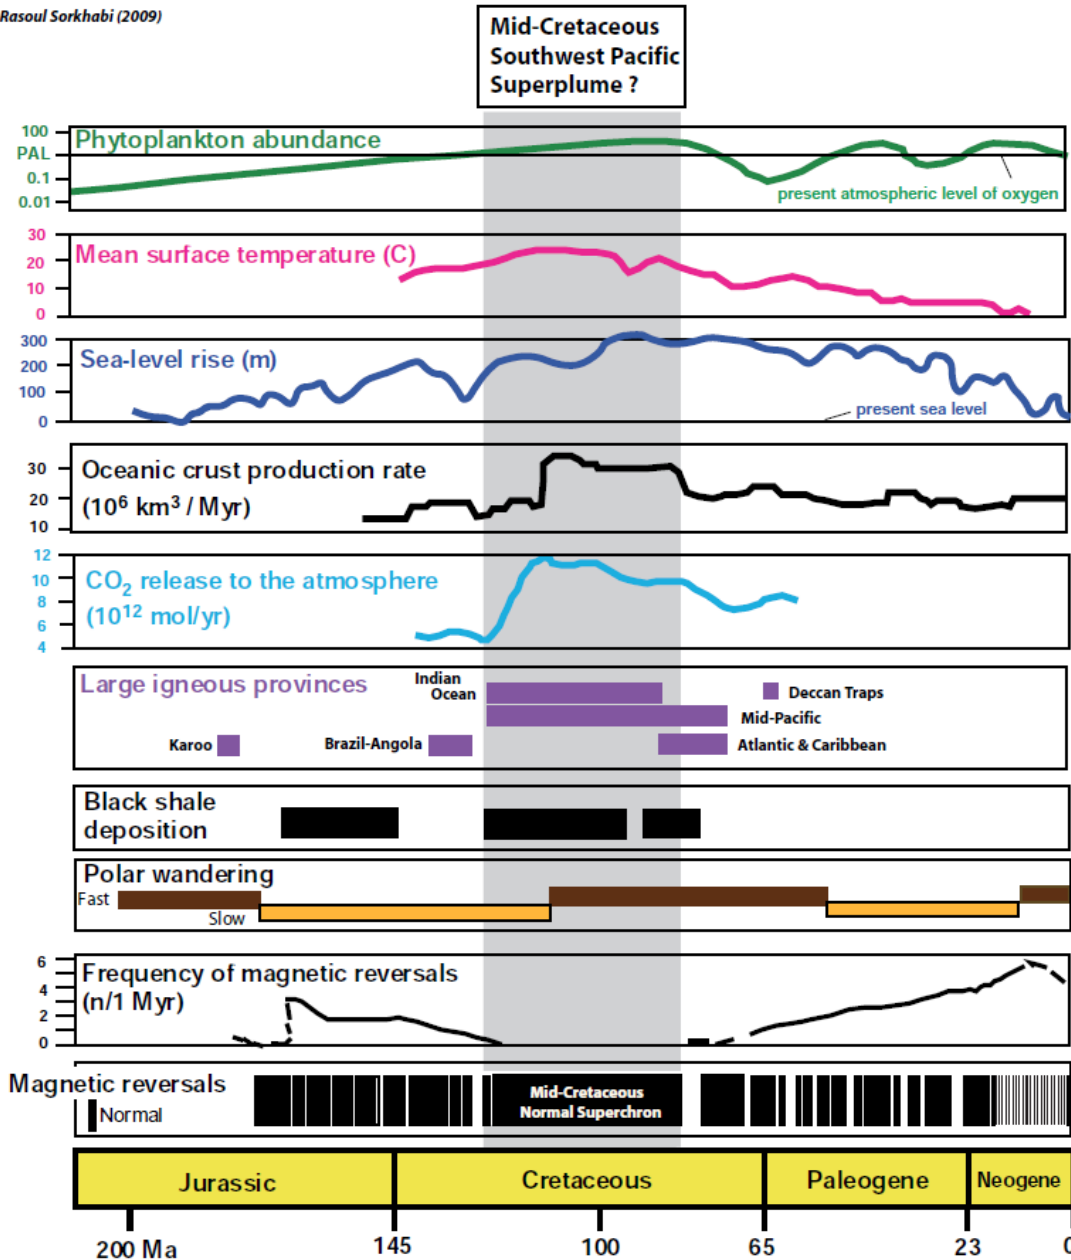 Rasoul Sorkhabi (2009)
Mid-Cretaceous
Southwest Pacific
Superplume ?
100
PAL
0.1
0.01
Phytoplankton abundance
present atmospheric level of oxygen
30
20
10
0
Mean surface temperature (C)
300
200
100
0
Sea-level rise (m)
present sea level
30
20
10
Oceanic crust production rate
(10⁶ km³ / Myr)
12
10
8
6
4
CO₂ release to the atmosphere
(10¹² mol/yr)
Large igneous provinces
Indian
Ocean
Deccan Traps
Mid-Pacific
Karoo
Brazil-Angola
Atlantic & Caribbean
Black shale
deposition
Polar wandering
Fast
Slow
6
4
2
0
Frequency of magnetic reversals
(n/1 Myr)
Magnetic reversals
Normal
Mid-Cretaceous
Normal Superchron
Jurassic
Cretaceous
Paleogene
Neogene
200 Ma
145
100
65
23
0